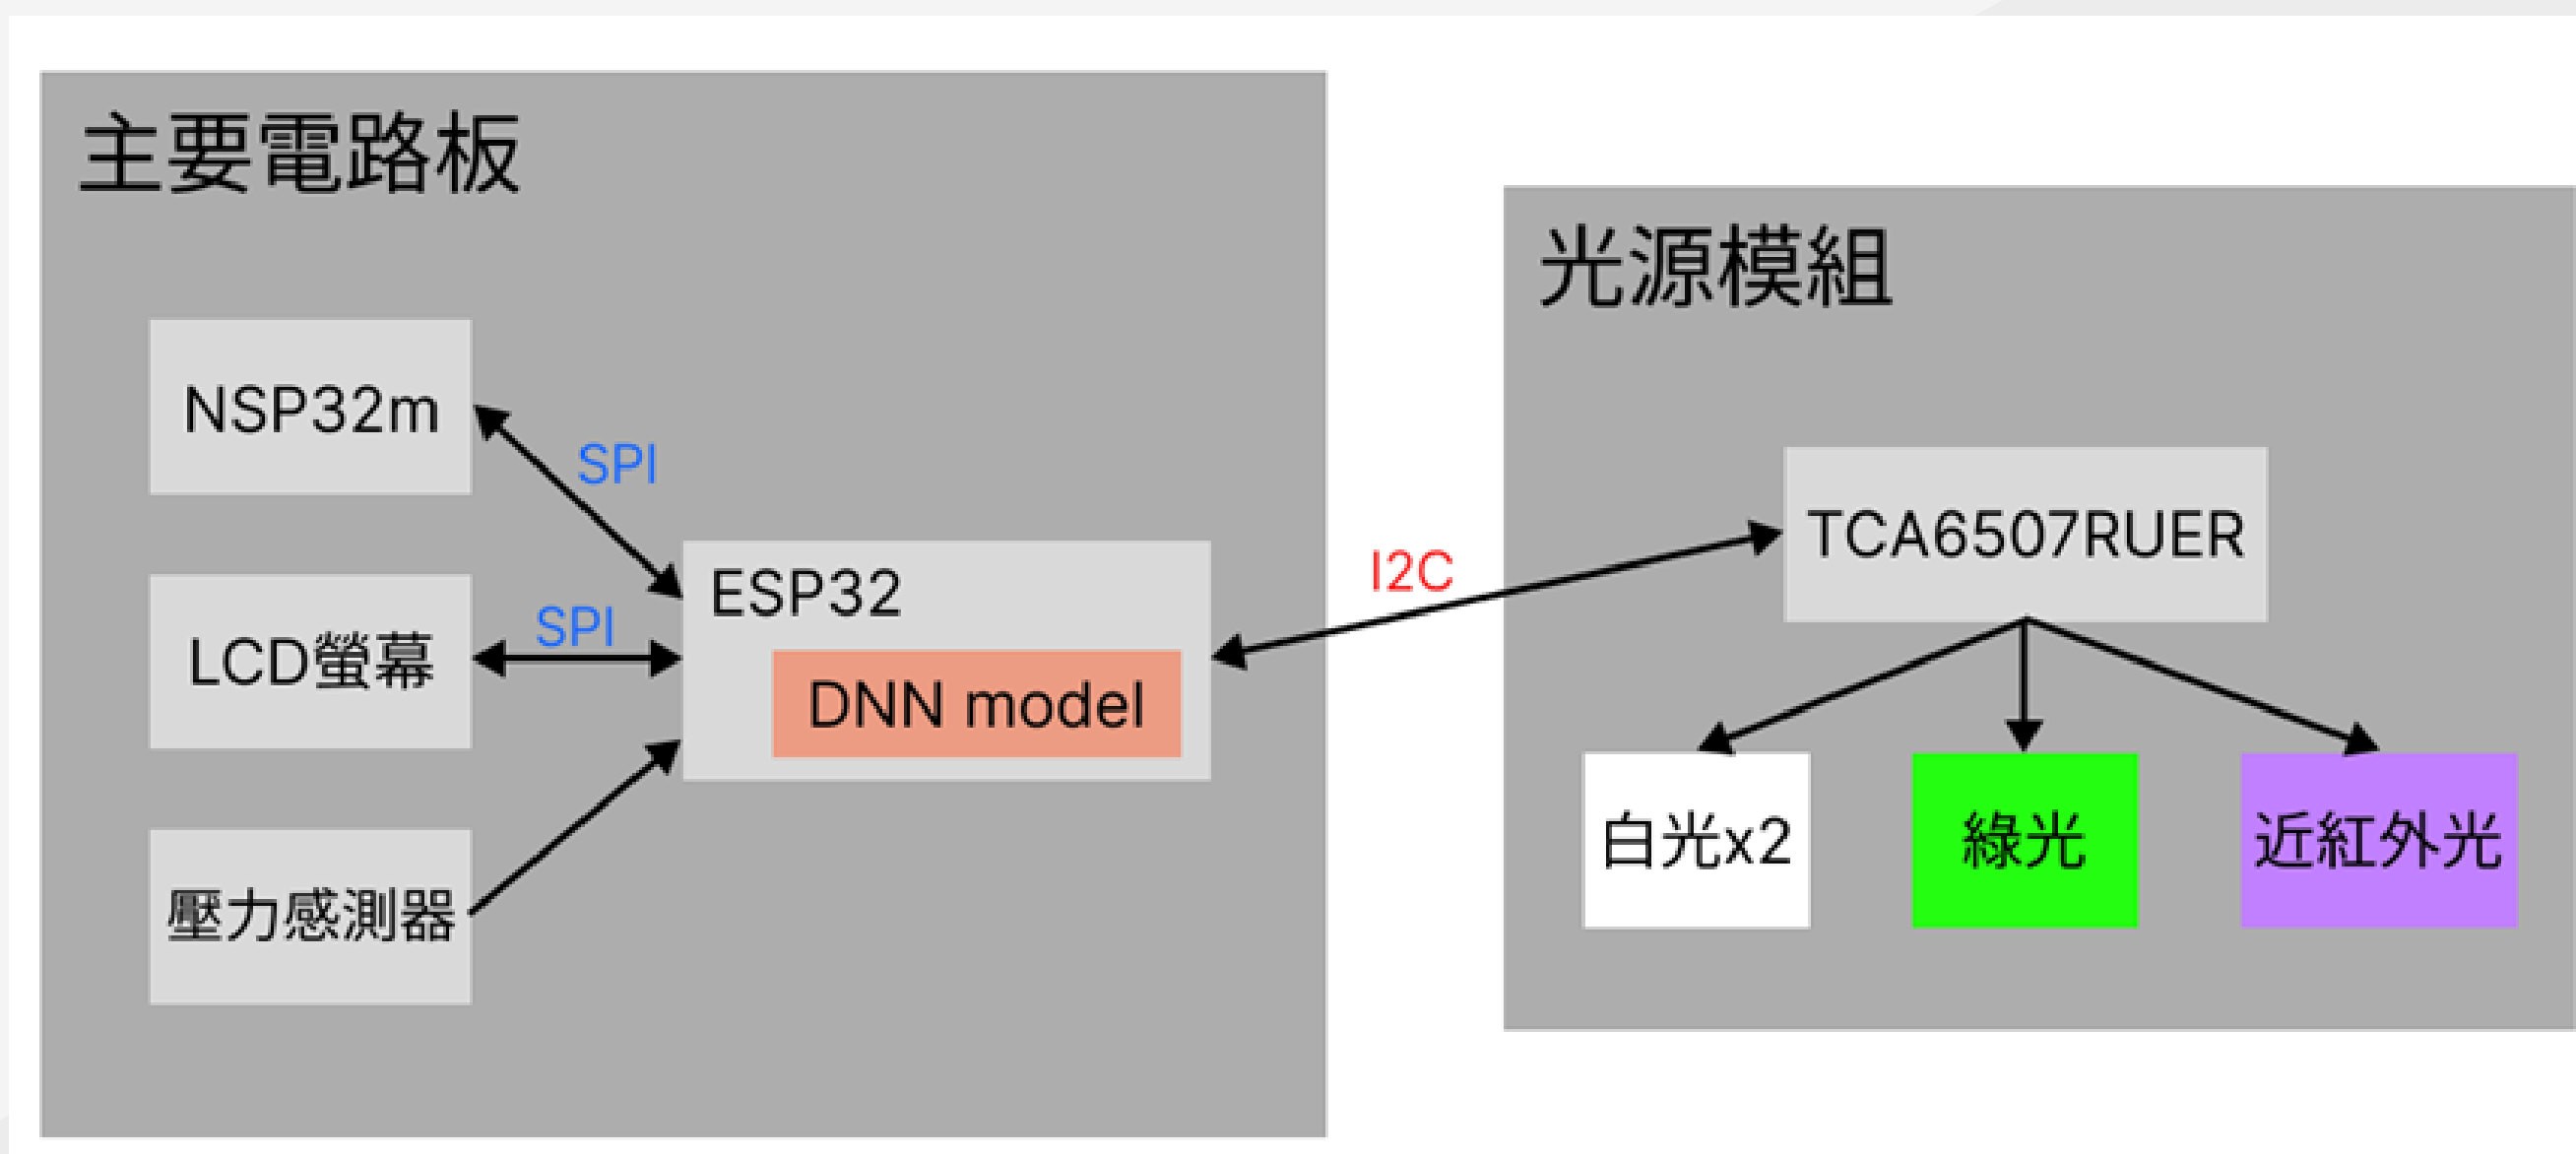 主要電路板
NSP32m
SPI
LCD螢幕
SPI
ESP32
DNN model
壓力感測器
I2C
光源模組
TCA6507RUER
白光x2
綠光
近紅外光